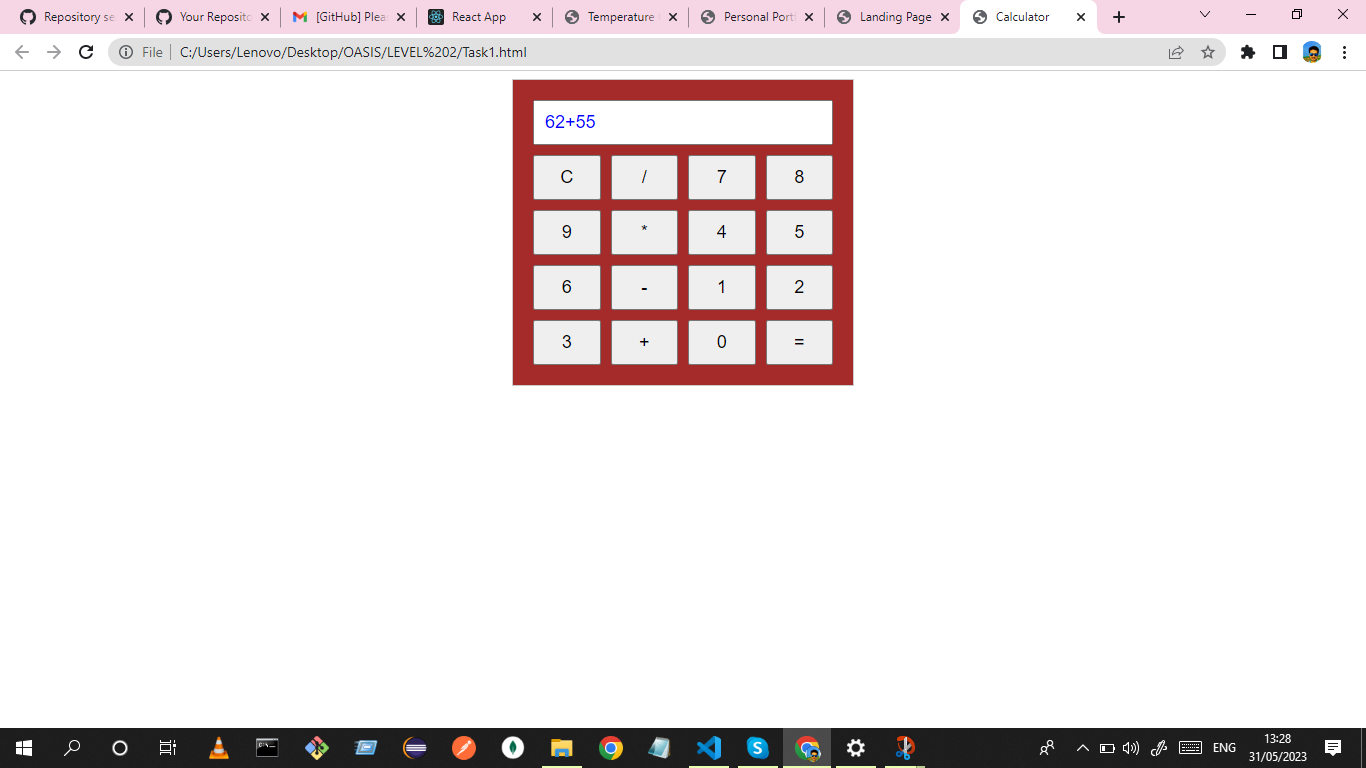 Repository se
Your Reposito
[GitHub] Plea
React App
Temperature
Personal Port
Landing Page
Calculator
File
C:/Users/Lenovo/Desktop/OASIS/LEVEL%202/Task1.html
62+55
C / 7 8
9 * 4 5
6 - 1 2
3 + 0 =
ENG
13:28
31/05/2023